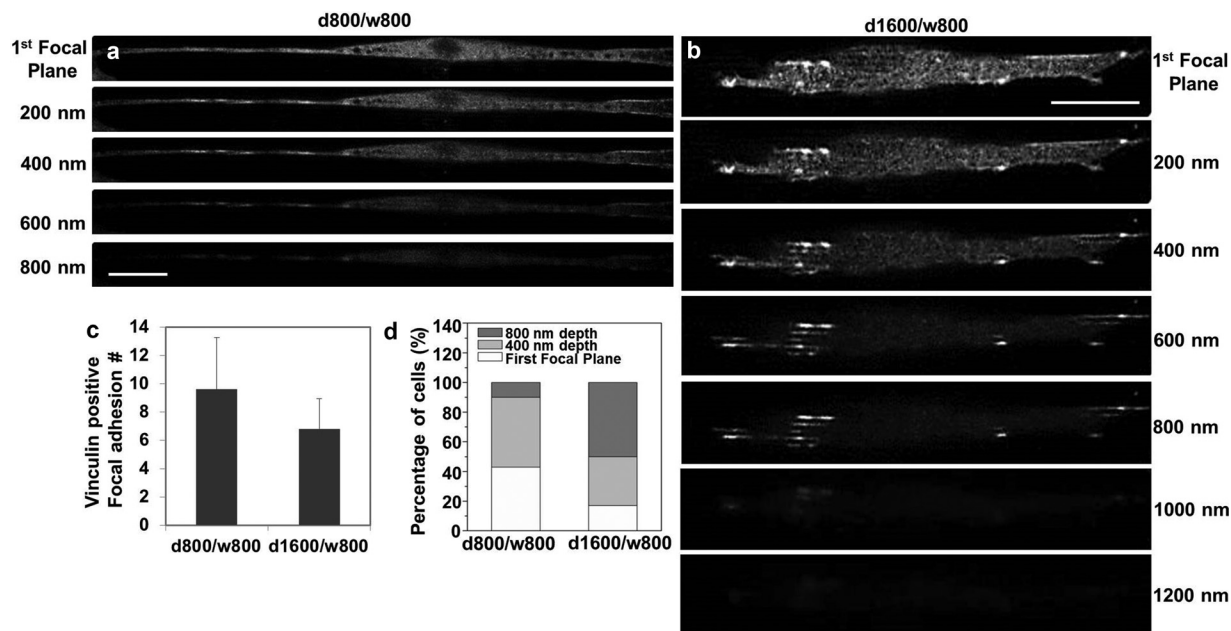 d800/w800
a
1st Focal
Plane
200 nm
400 nm
600 nm
800 nm
d1600/w800
b
1st Focal
Plane
200 nm
400 nm
600 nm
800 nm
1000 nm
1200 nm
c
Vinculin positive
Focal adhesion #
14
12
10
8
6
4
2
0
d800/w800
d1600/w800
d
Percentage of cells (%)
140
120
100
80
60
40
20
0
800 nm depth
400 nm depth
First Focal Plane
d800/w800
d1600/w800